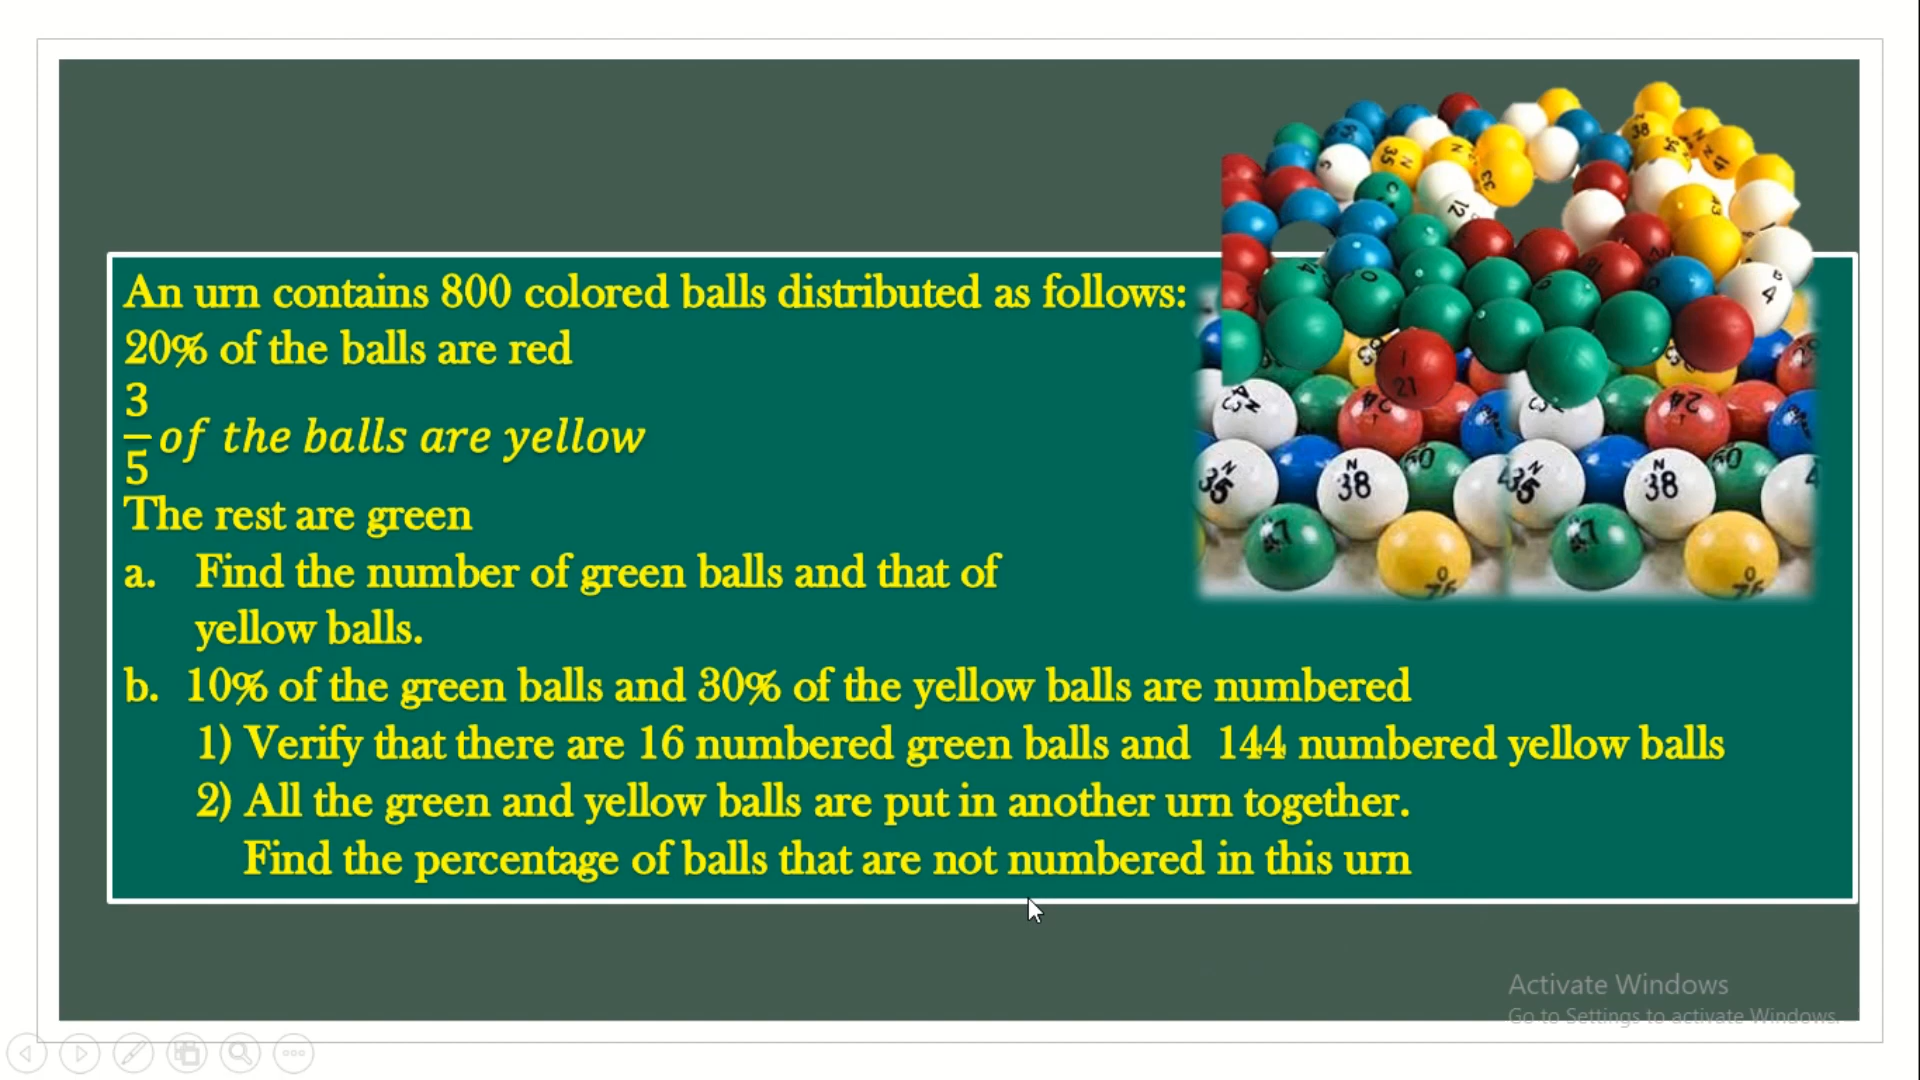 An urn contains 800 colored balls distributed as follows:
20% of the balls are red
3/5 of the balls are yellow
The rest are green
a. Find the number of green balls and that of
yellow balls.
b. 10% of the green balls and 30% of the yellow balls are numbered
1) Verify that there are 16 numbered green balls and 144 numbered yellow balls
2) All the green and yellow balls are put in another urn together.
Find the percentage of balls that are not numbered in this urn
Activate Windows
Go to Settings to activate Windows.